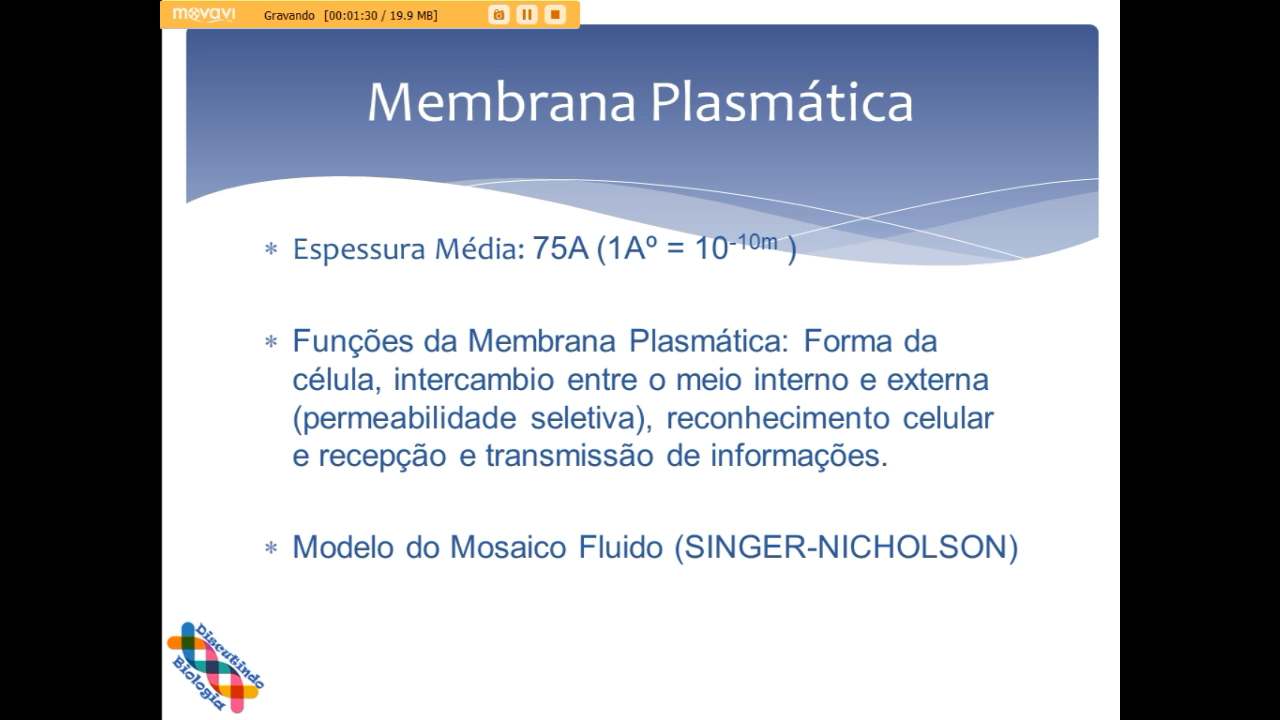 movavi Gravando [00:01:30 / 19.9 MB]
Membrana Plasmática
* Espessura Média: 75A (1Aº = 10-10m )
* Funções da Membrana Plasmática: Forma da
célula, intercambio entre o meio interno e externa
(permeabilidade seletiva), reconhecimento celular
e recepção e transmissão de informações.
* Modelo do Mosaico Fluido (SINGER-NICHOLSON)
Discutindo
Biologia